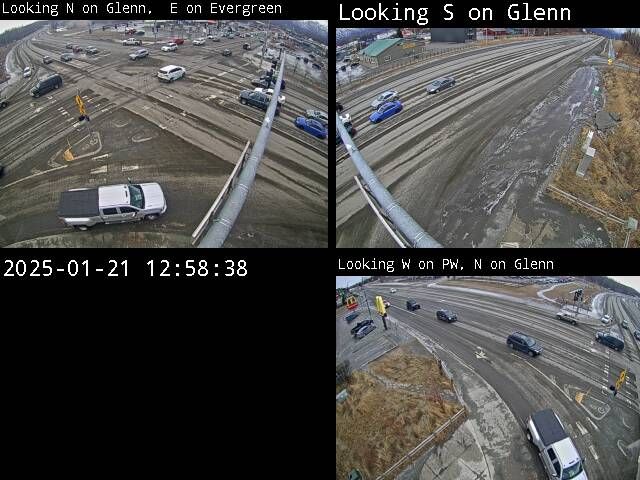 Looking N on Glenn,  E on Evergreen
Looking S on Glenn
2025-01-21 12:58:38
Looking W on PW, N on Glenn